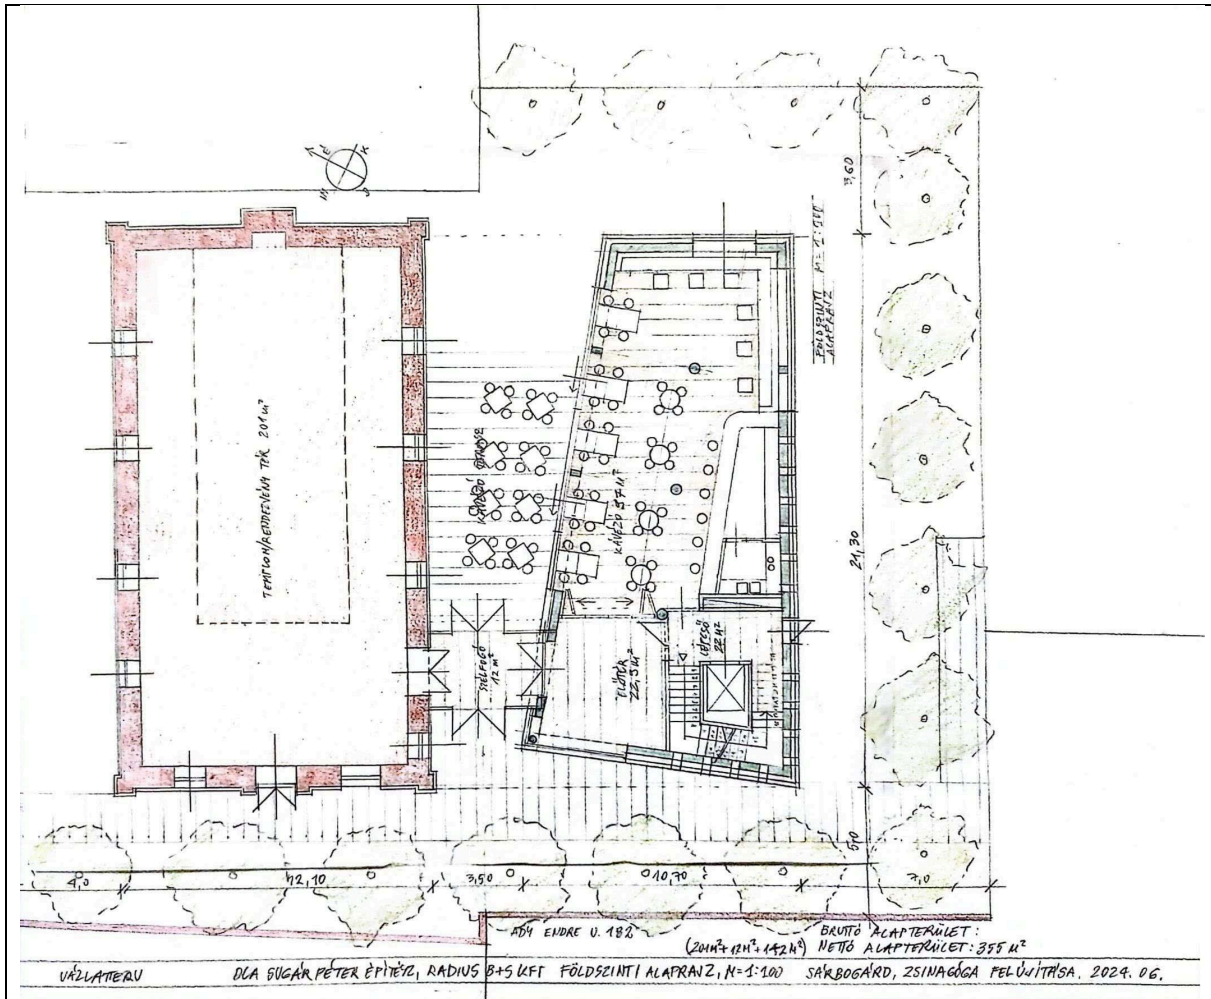 É
K
D
NY
3,60
FÖLDSZINTI M=1:100
ALAPRAJZ
TEMPLOM/RENDEZVÉNY TÉR 201 m²
KÁVÉZÓ TERASZ
KÁVÉZÓ 97 m²
21,30
SZÉLFOGÓ
12 m²
ELŐTÉR
22,5 m²
LÉPCSŐ
22 m²
5,0
4,0
12,10
3,50
10,70
7,0
ADY ENDRE U. 182
BRUTTÓ ALAPTERÜLET:
(201m²+12m²+142m²) NETTÓ ALAPTERÜLET: 355 m²
VÁZLATTERV DLA SUGÁR PÉTER ÉPÍTÉSZ, RADIUS B+S KFT FÖLDSZINTI ALAPRAJZ, M=1:100 SÁRBOGÁRD, ZSINAGÓGA FELÚJÍTÁSA. 2024. 06.